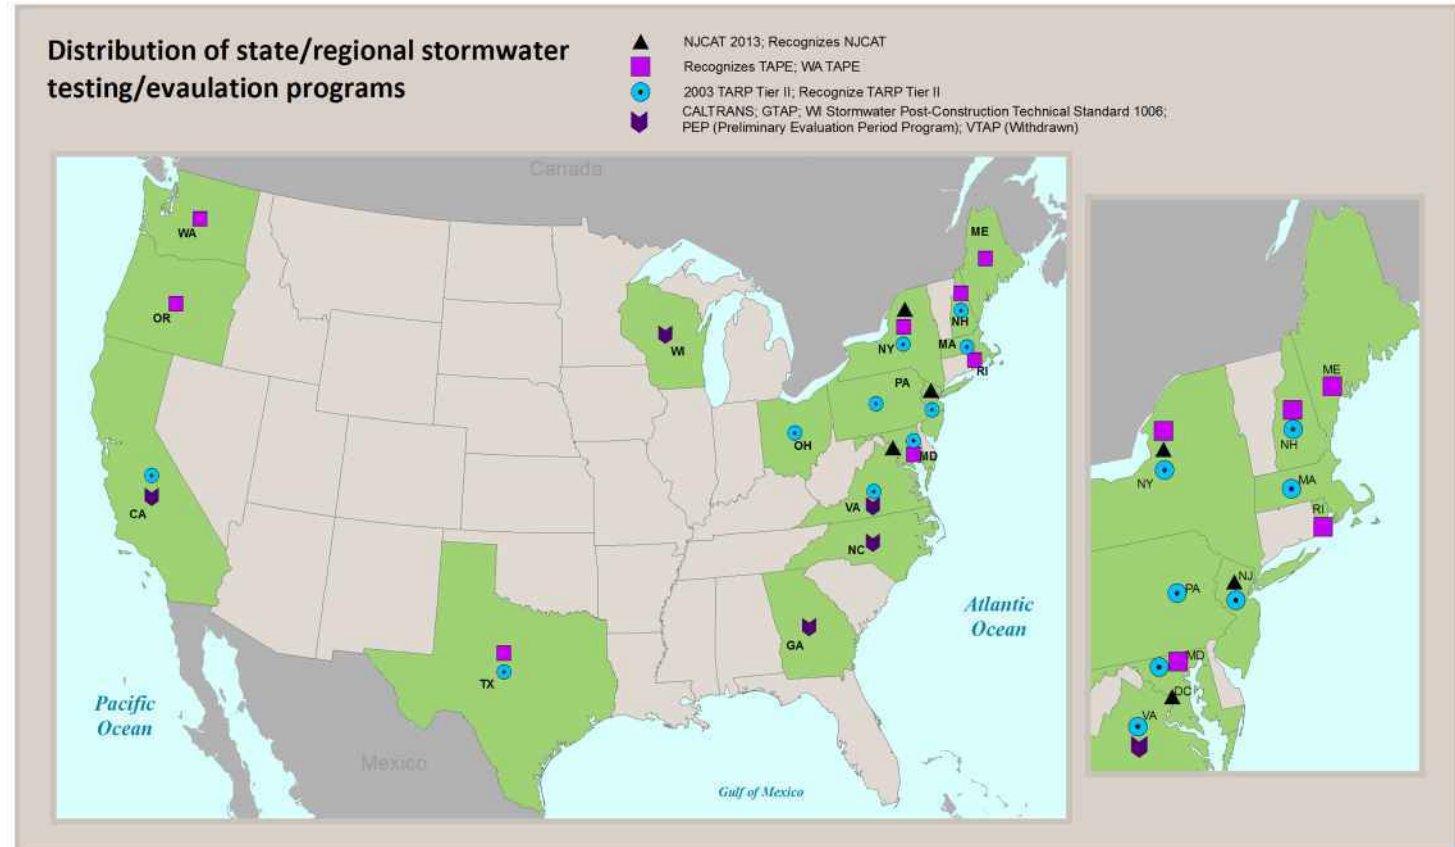 Distribution of state/regional stormwater
testing/evaulation programs
NJCAT 2013; Recognizes NJCAT
Recognizes TAPE; WA TAPE
2003 TARP Tier II; Recognize TARP Tier II
CALTRANS; GTAP; WI Stormwater Post-Construction Technical Standard 1006;
PEP (Preliminary Evaluation Period Program); VTAP (Withdrawn)
Canada
WA
OR
CA
TX
WI
OH
GA
NC
VA
MD
PA
NY
MA
RI
NH
ME
Pacific
Ocean
Atlantic
Ocean
Mexico
Gulf of Mexico
ME
NH
NY
MA
RI
PA
NJ
MD
DC
VA